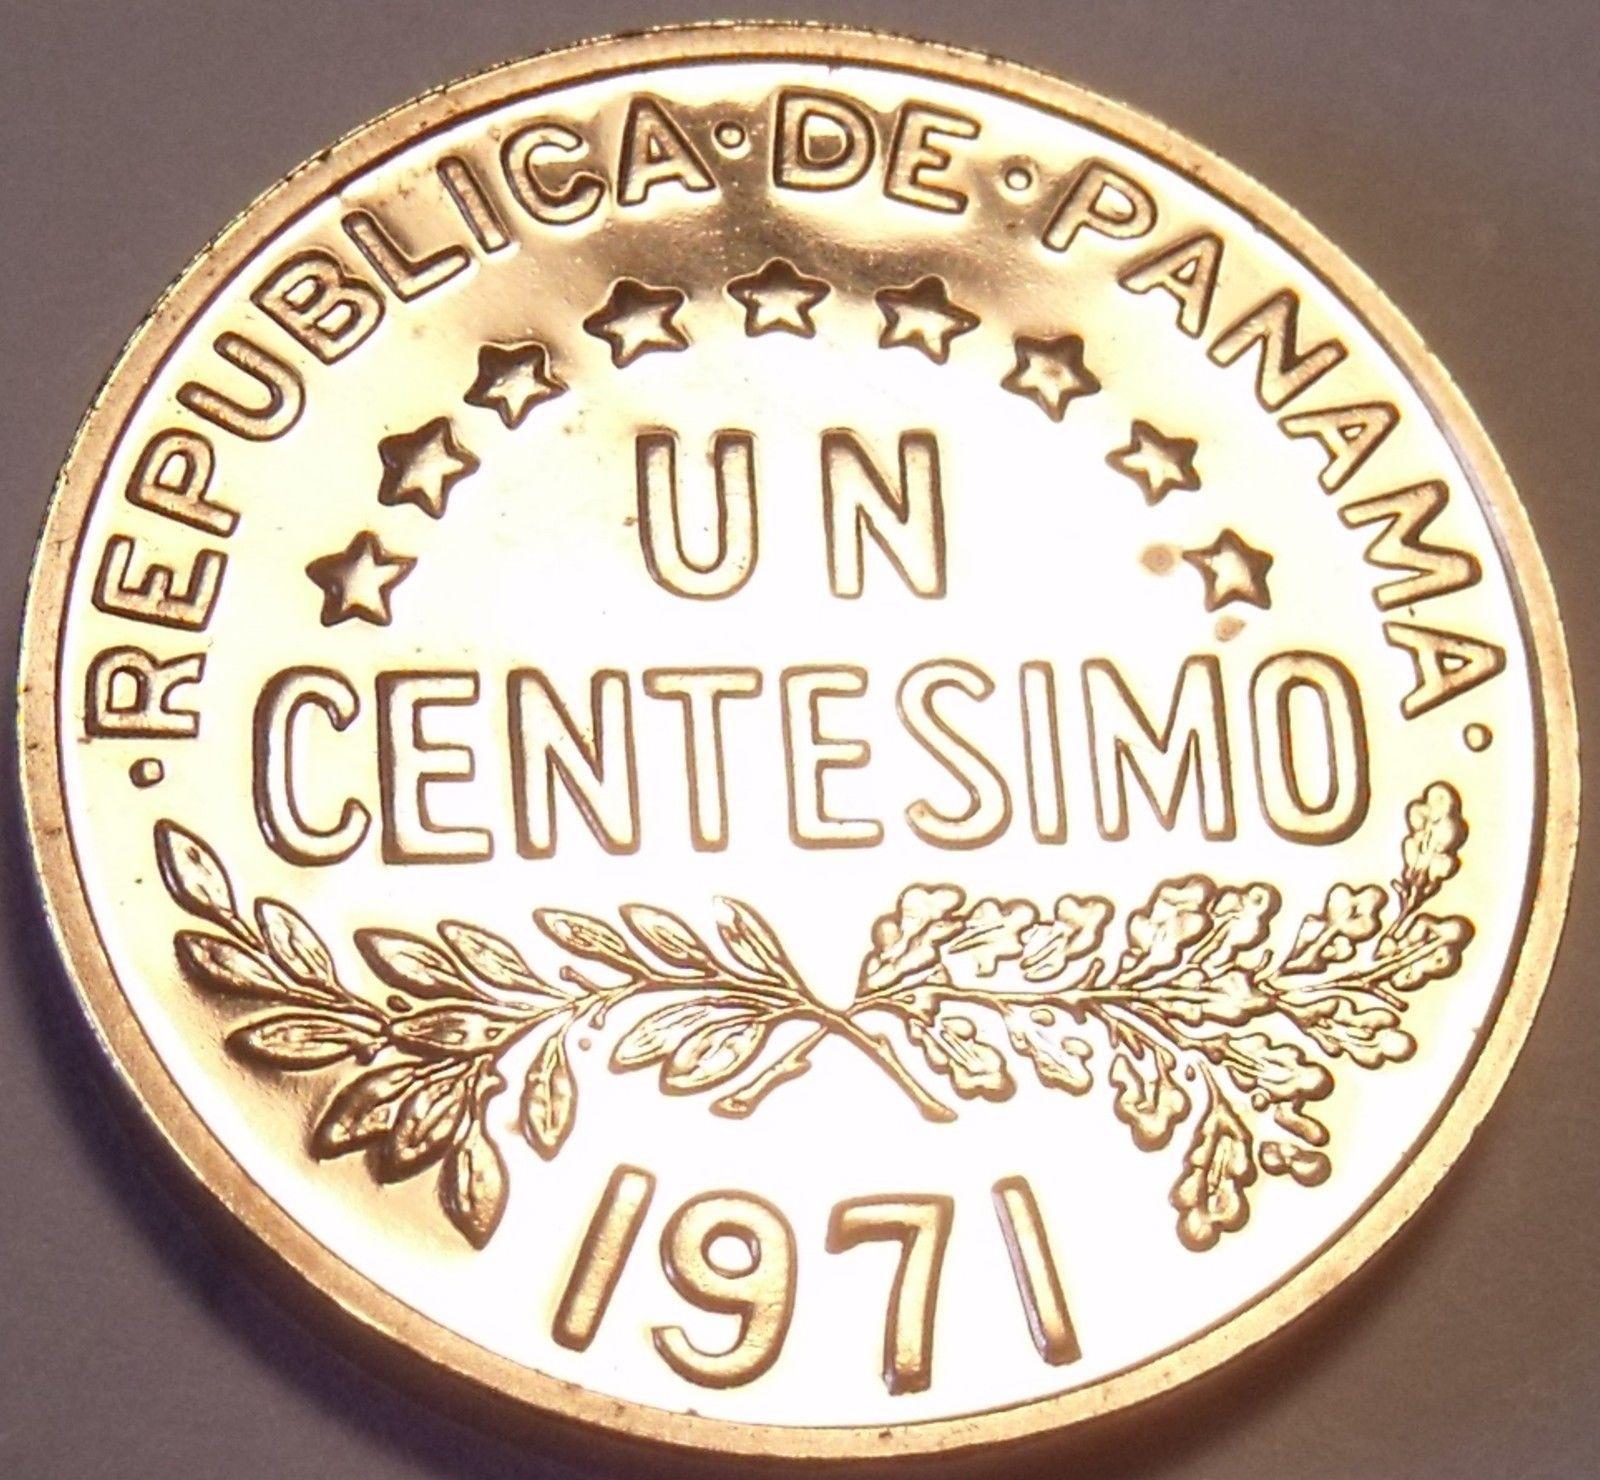 ·REPUBLICA·DE·PANAMA·
UN
CENTESIMO
1971